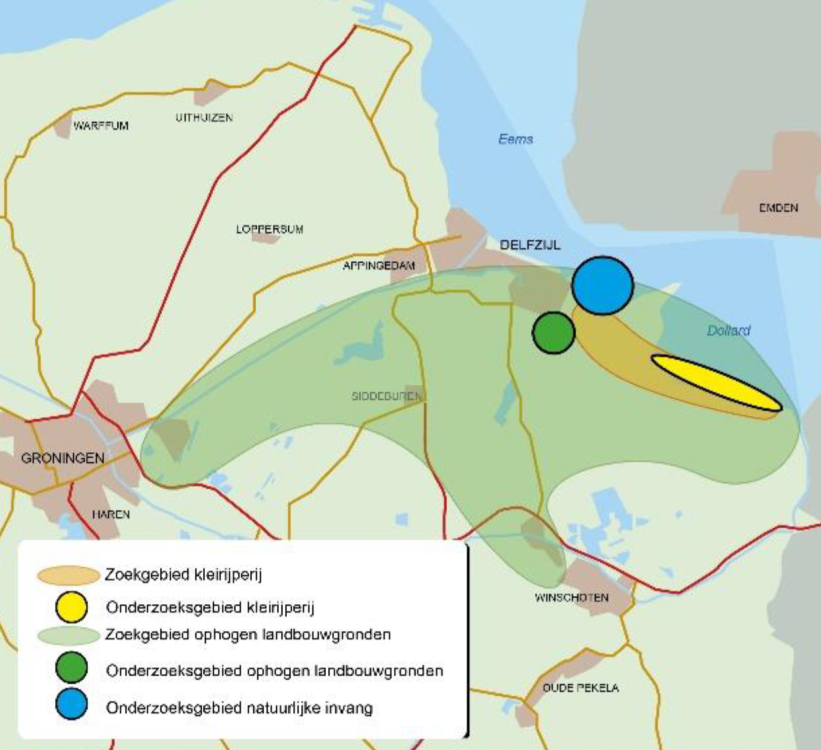 Eems
WARFFUM
UITHUIZEN
EMDEN
LOPPERSUM
DELFZIJL
APPINGEDAM
Dollard
SIDDEBUREN
GRONINGEN
HAREN
WINSCHOTEN
OUDE PEKELA
Zoekgebied kleirijperij
Onderzoeksgebied kleirijperij
Zoekgebied ophogen landbouwgronden
Onderzoeksgebied ophogen landbouwgronden
Onderzoeksgebied natuurlijke invang